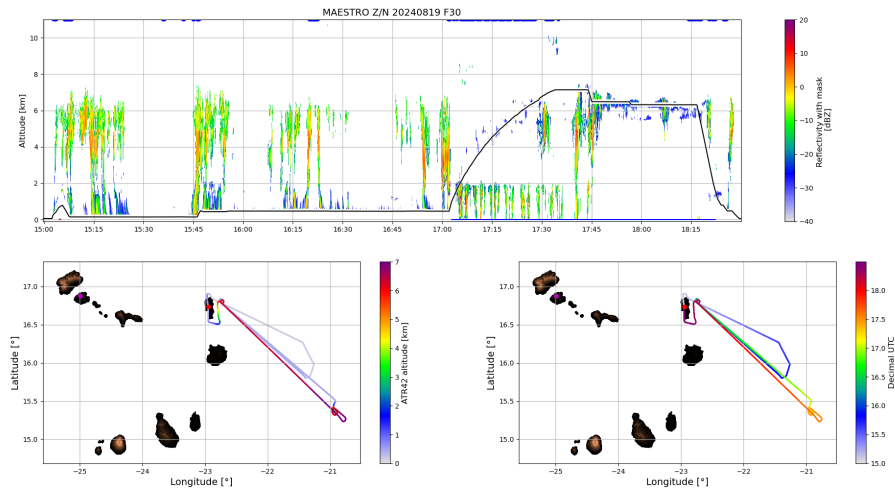 MAESTRO Z/N 20240819 F30
Altitude [km]
10
8
6
4
2
0
15:00 15:15 15:30 15:45 16:00 16:15 16:30 16:45 17:00 17:15 17:30 17:45 18:00 18:15
20
10
0
−10
−20
−30
−40
Reflectivity with mask
[dBZ]
Latitude [°]
17.0
16.5
16.0
15.5
15.0
−25 −24 −23 −22 −21
Longitude [°]
7
6
5
4
3
2
1
0
ATR42 altitude [km]
Latitude [°]
17.0
16.5
16.0
15.5
15.0
−25 −24 −23 −22 −21
Longitude [°]
18.0
17.5
17.0
16.5
16.0
15.5
15.0
Decimal UTC